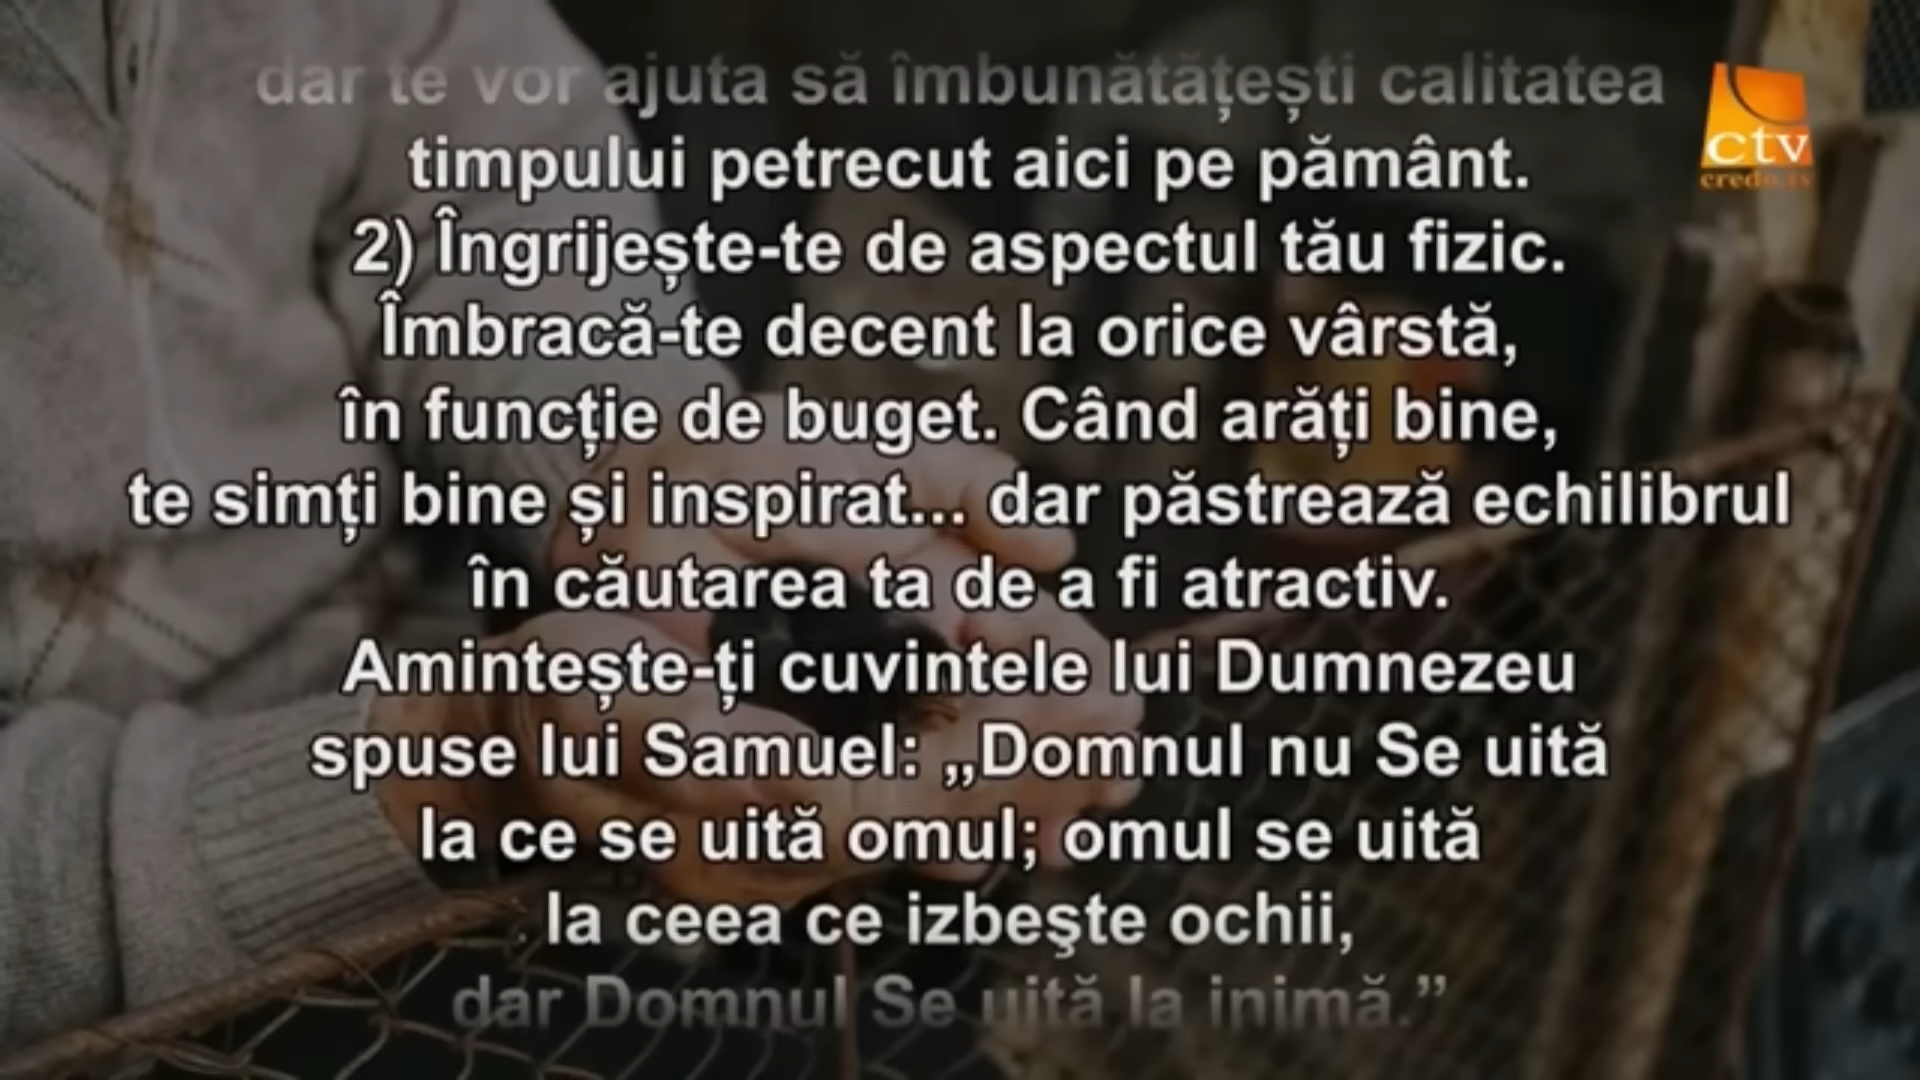 dar te vor ajuta să îmbunătățești calitatea
timpului petrecut aici pe pământ.
2) Îngrijește-te de aspectul tău fizic.
Îmbracă-te decent la orice vârstă,
în funcție de buget. Când arăți bine,
te simți bine și inspirat... dar păstrează echilibrul
în căutarea ta de a fi atractiv.
Amintește-ți cuvintele lui Dumnezeu
spuse lui Samuel: „Domnul nu Se uită
la ce se uită omul; omul se uită
la ceea ce izbeşte ochii,
dar Domnul Se uită la inimă.”
ctv
credo.tv